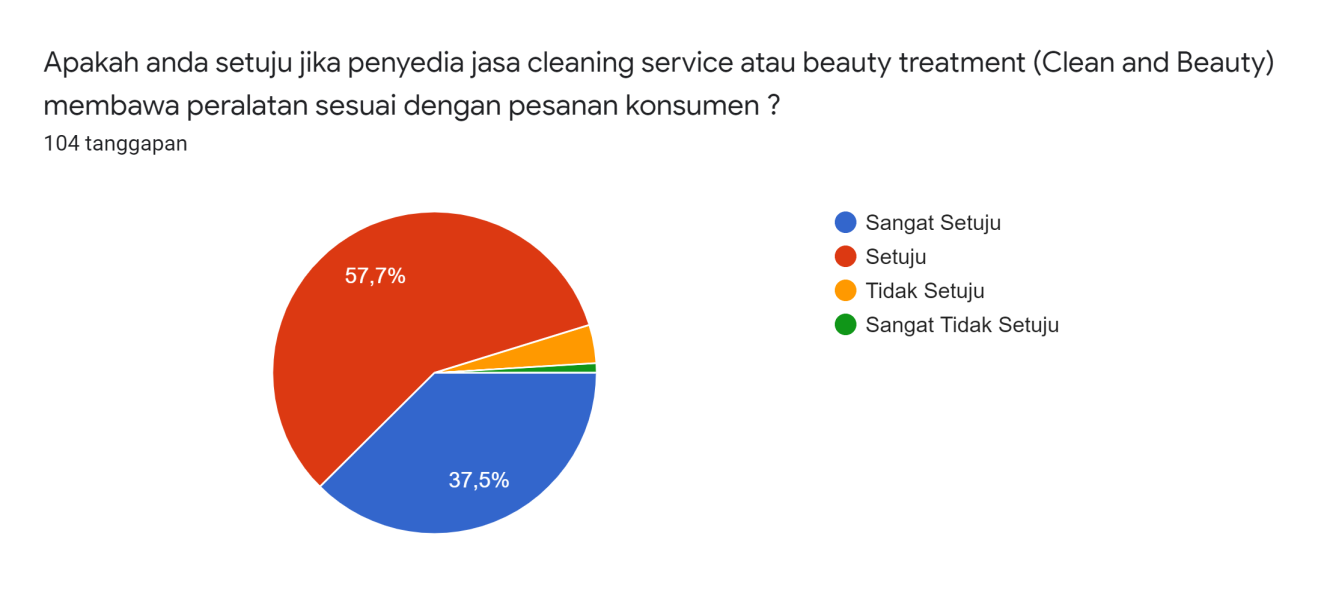 Apakah anda setuju jika penyedia jasa cleaning service atau beauty treatment (Clean and Beauty)
membawa peralatan sesuai dengan pesanan konsumen ?
104 tanggapan
Sangat Setuju
Setuju
Tidak Setuju
Sangat Tidak Setuju
57,7%
37,5%